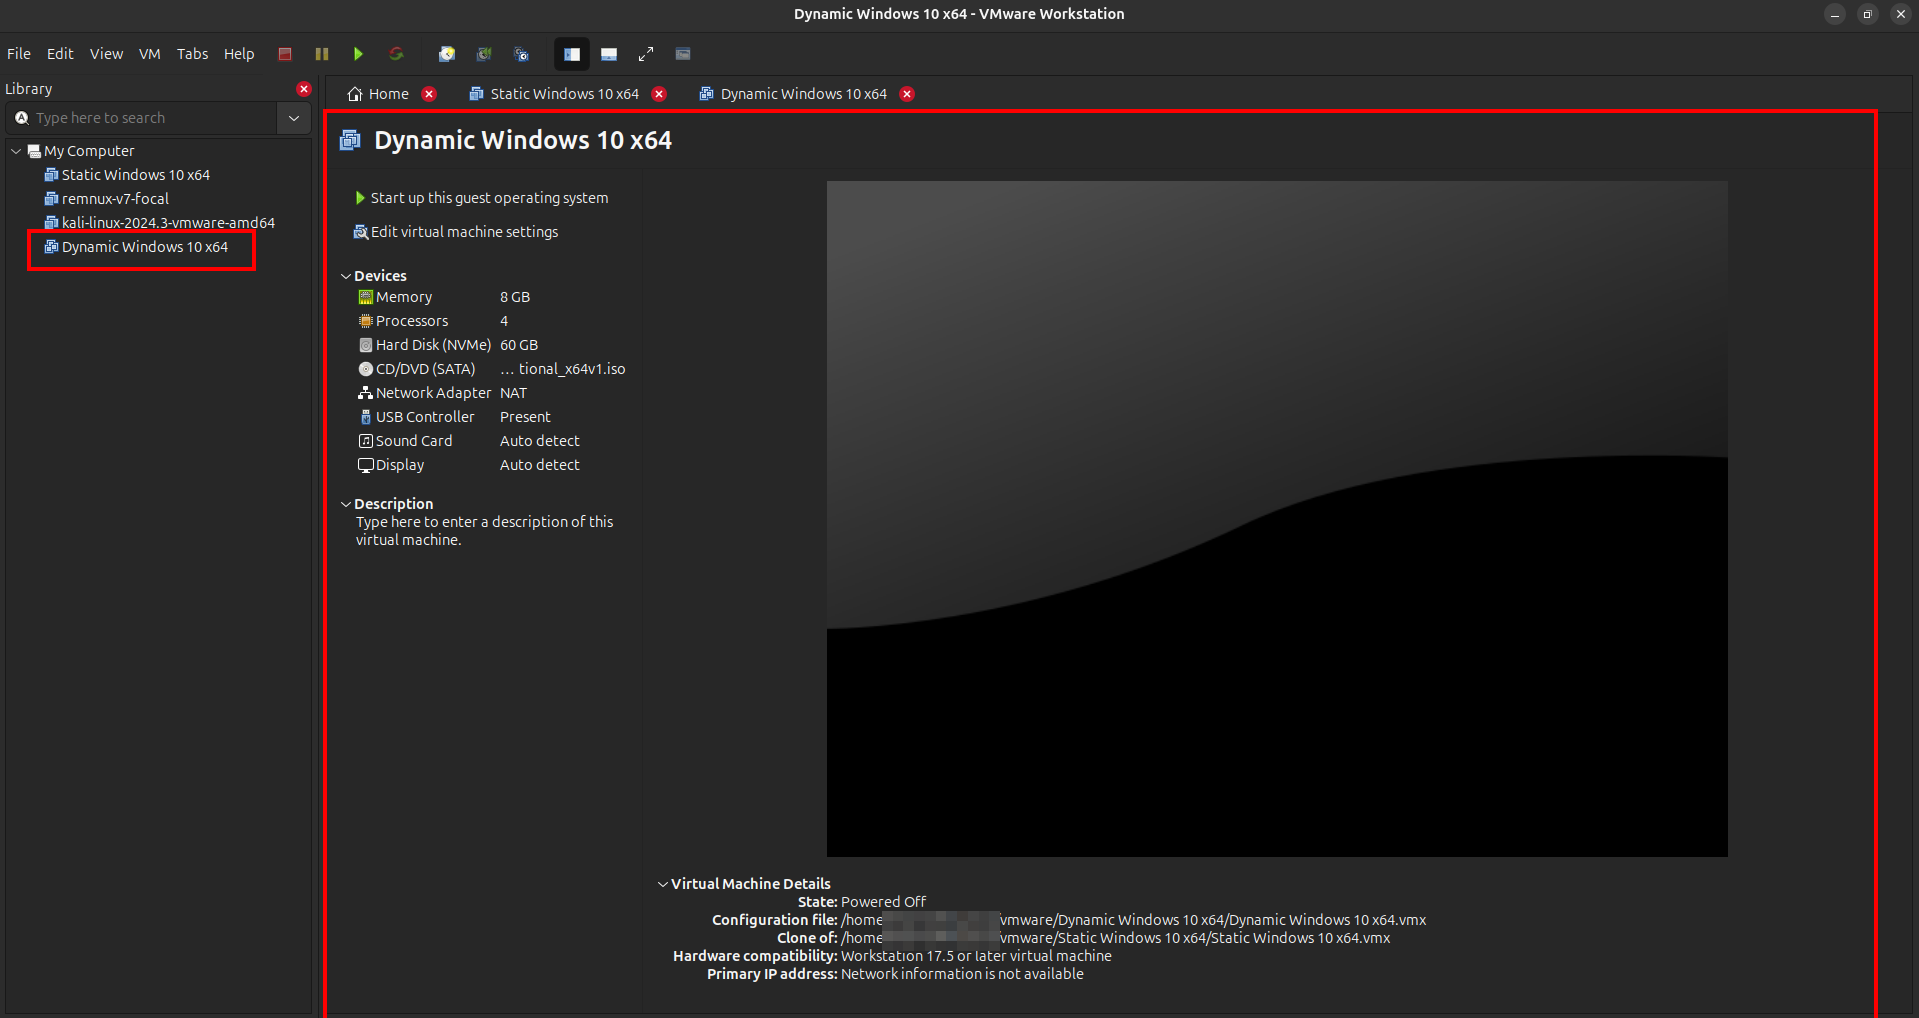 Dynamic Windows 10 x64 - VMware Workstation
File Edit View VM Tabs Help
Library
Type here to search
My Computer
Static Windows 10 x64
remnux-v7-focal
kali-linux-2024.3-vmware-amd64
Dynamic Windows 10 x64
Home Static Windows 10 x64 Dynamic Windows 10 x64
Dynamic Windows 10 x64
Start up this guest operating system
Edit virtual machine settings
Devices
Memory 8 GB
Processors 4
Hard Disk (NVMe) 60 GB
CD/DVD (SATA) ... tional_x64v1.iso
Network Adapter NAT
USB Controller Present
Sound Card Auto detect
Display Auto detect
Description
Type here to enter a description of this
virtual machine.
Virtual Machine Details
State: Powered Off
Configuration file: /home vmware/Dynamic Windows 10 x64/Dynamic Windows 10 x64.vmx
Clone of: /home vmware/Static Windows 10 x64/Static Windows 10 x64.vmx
Hardware compatibility: Workstation 17.5 or later virtual machine
Primary IP address: Network information is not available